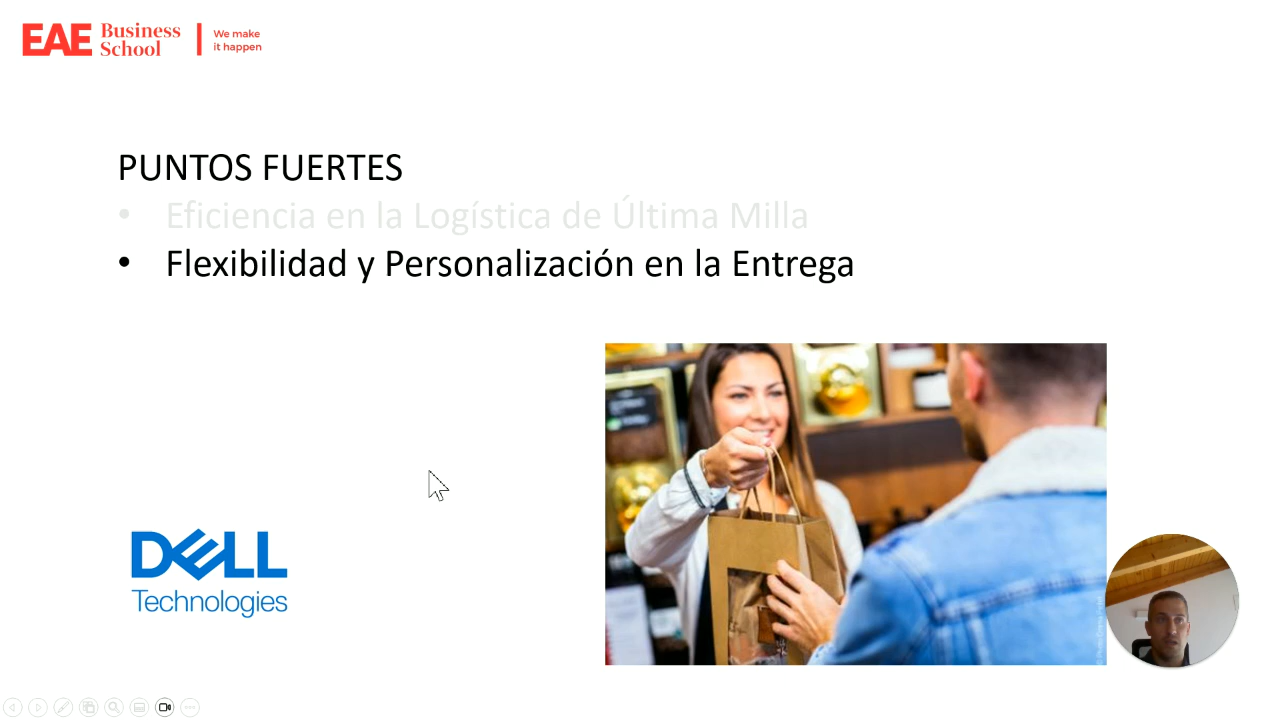 EAE Business School | We make it happen
PUNTOS FUERTES
• Eficiencia en la Logística de Última Milla
• Flexibilidad y Personalización en la Entrega
DELL
Technologies